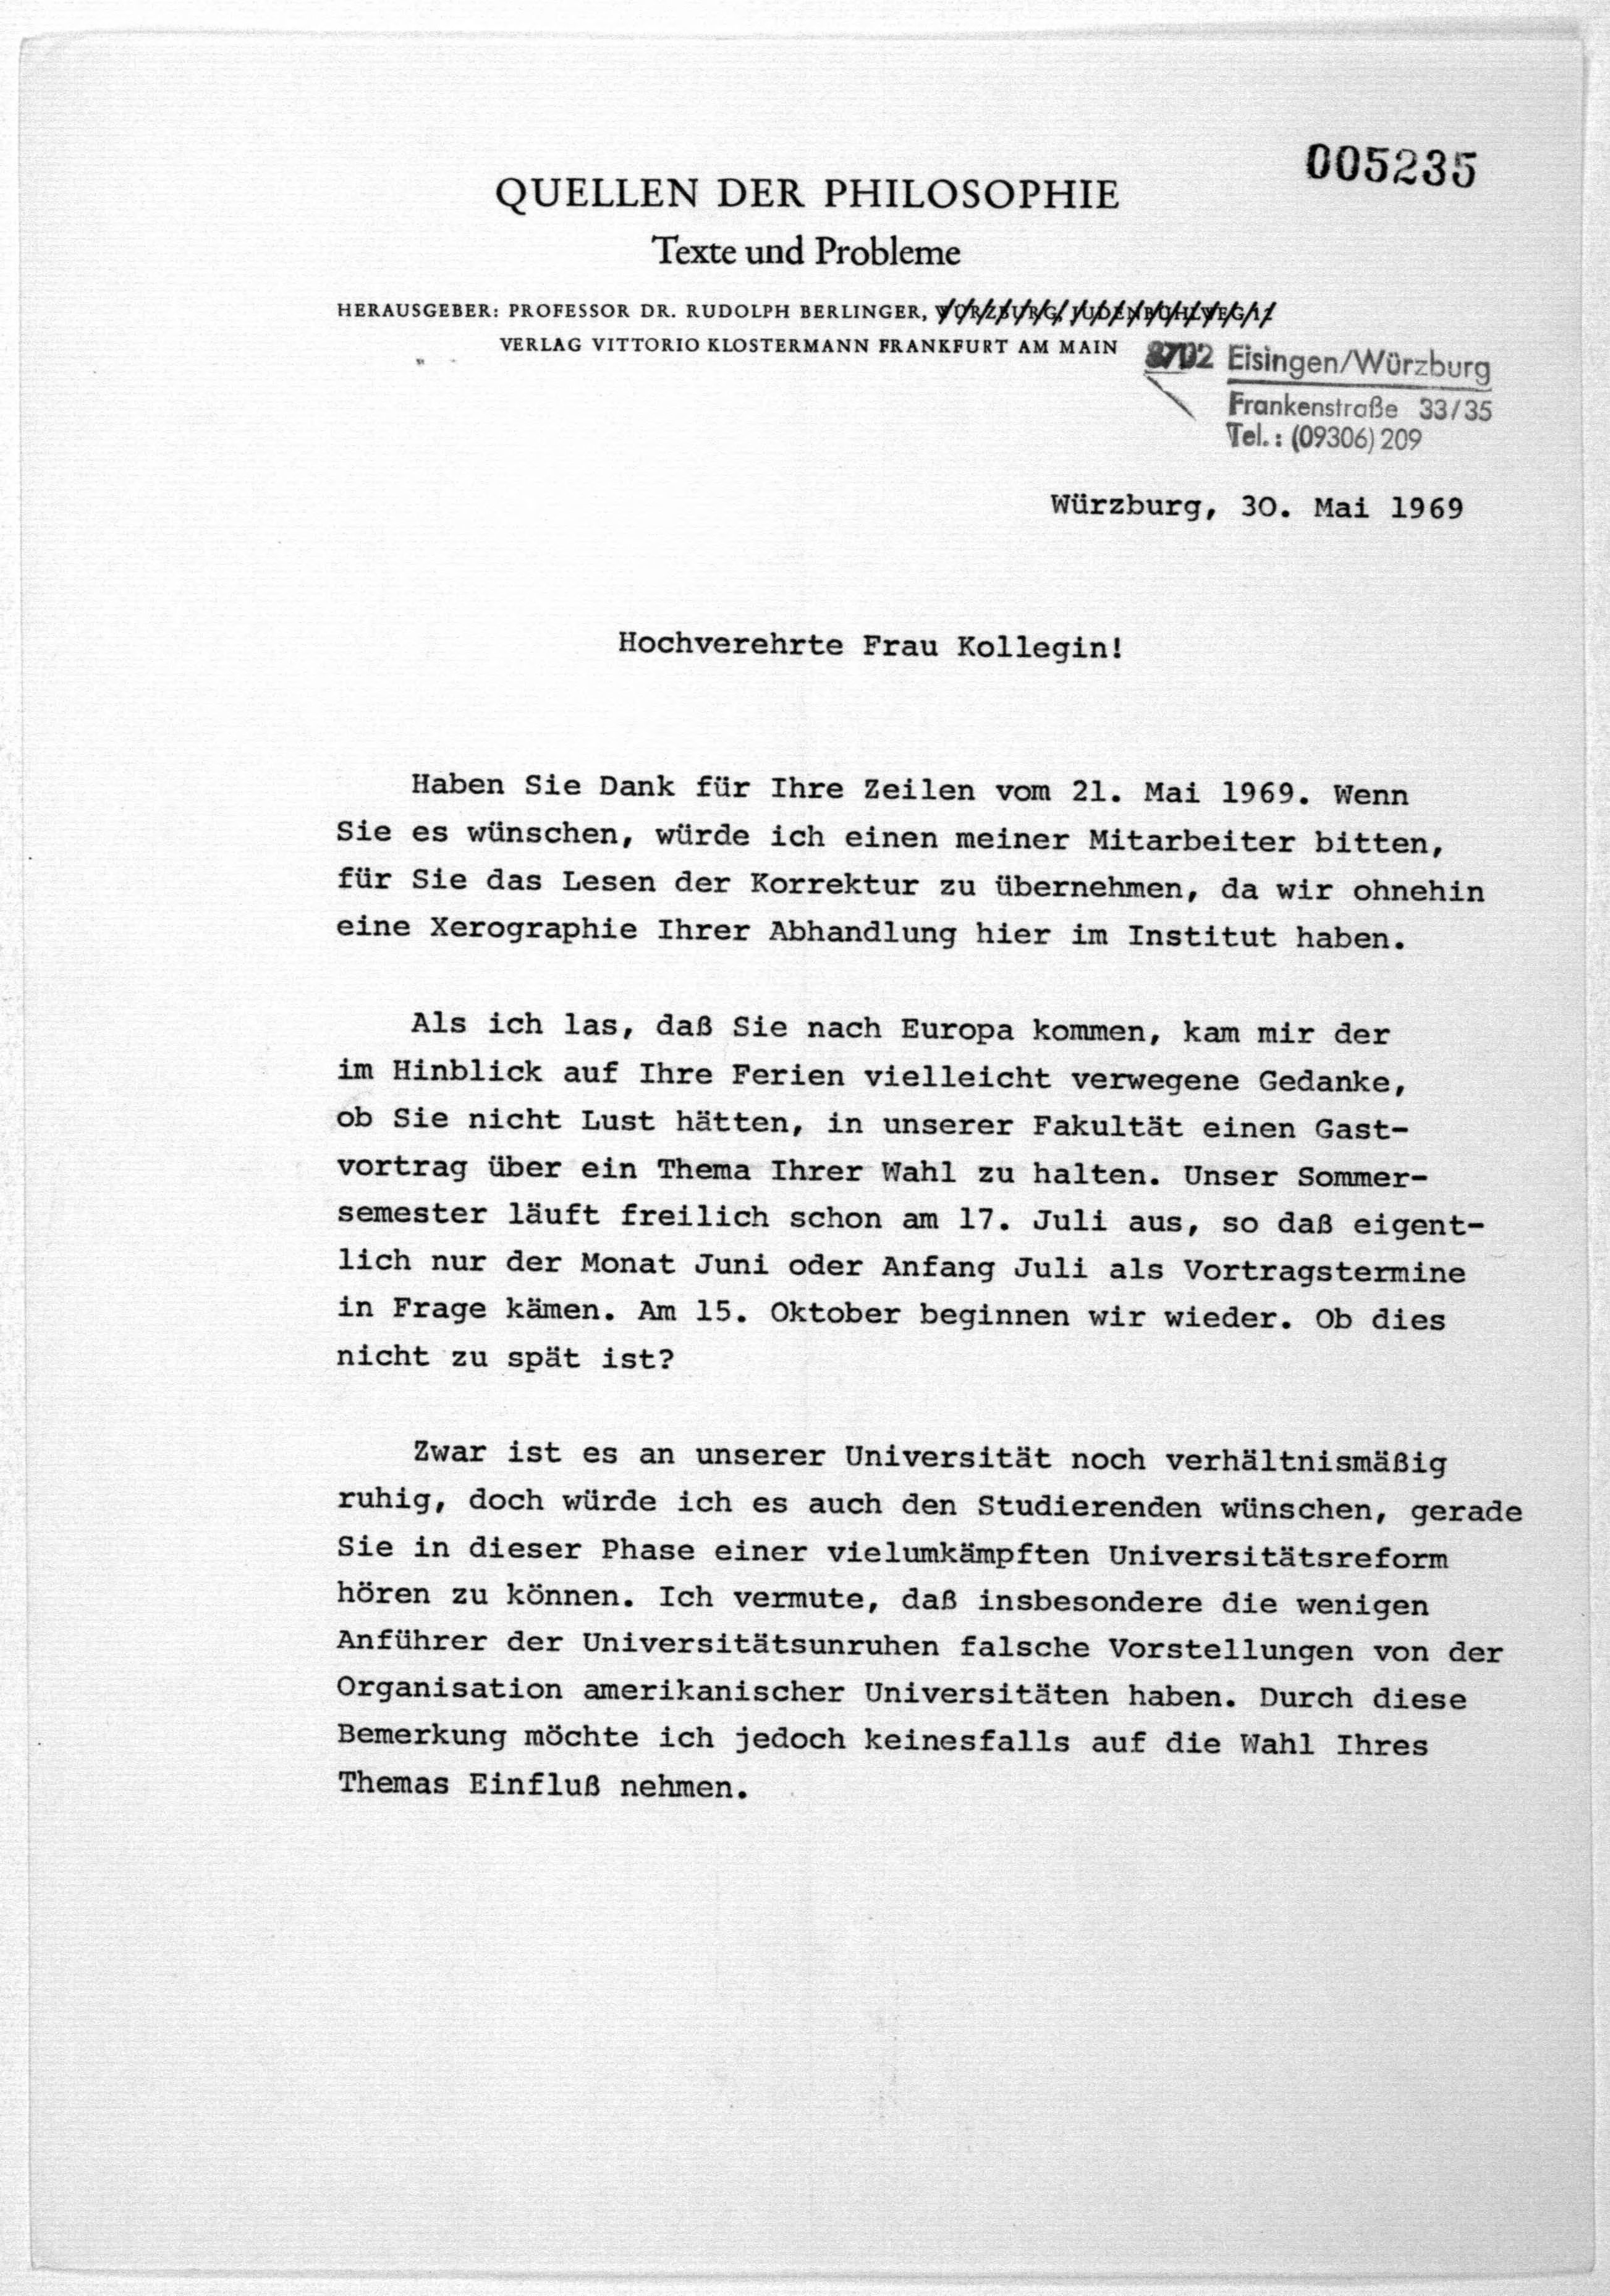 005235
QUELLEN DER PHILOSOPHIE
Texte und Probleme
HERAUSGEBER: PROFESSOR DR. RUDOLPH BERLINGER, WÜRZBURG, JUDENBÜHLWEG
VERLAG VITTORIO KLOSTERMANN FRANKFURT AM MAIN
8702 Eisingen/Würzburg
Frankenstraße 33/35
Tel.: (09306) 209
Würzburg, 30. Mai 1969
Hochverehrte Frau Kollegin!
Haben Sie Dank für Ihre Zeilen vom 21. Mai 1969. Wenn
Sie es wünschen, würde ich einen meiner Mitarbeiter bitten,
für Sie das Lesen der Korrektur zu übernehmen, da wir ohnehin
eine Xerographie Ihrer Abhandlung hier im Institut haben.
Als ich las, daß Sie nach Europa kommen, kam mir der
im Hinblick auf Ihre Ferien vielleicht verwegene Gedanke,
ob Sie nicht Lust hätten, in unserer Fakultät einen Gast-
vortrag über ein Thema Ihrer Wahl zu halten. Unser Sommer-
semester läuft freilich schon am 17. Juli aus, so daß eigent-
lich nur der Monat Juni oder Anfang Juli als Vortragstermine
in Frage kämen. Am 15. Oktober beginnen wir wieder. Ob dies
nicht zu spät ist?
Zwar ist es an unserer Universität noch verhältnismäßig
ruhig, doch würde ich es auch den Studierenden wünschen, gerade
Sie in dieser Phase einer vielumkämpften Universitätsreform
hören zu können. Ich vermute, daß insbesondere die wenigen
Anführer der Universitätsunruhen falsche Vorstellungen von der
Organisation amerikanischer Universitäten haben. Durch diese
Bemerkung möchte ich jedoch keinesfalls auf die Wahl Ihres
Themas Einfluß nehmen.